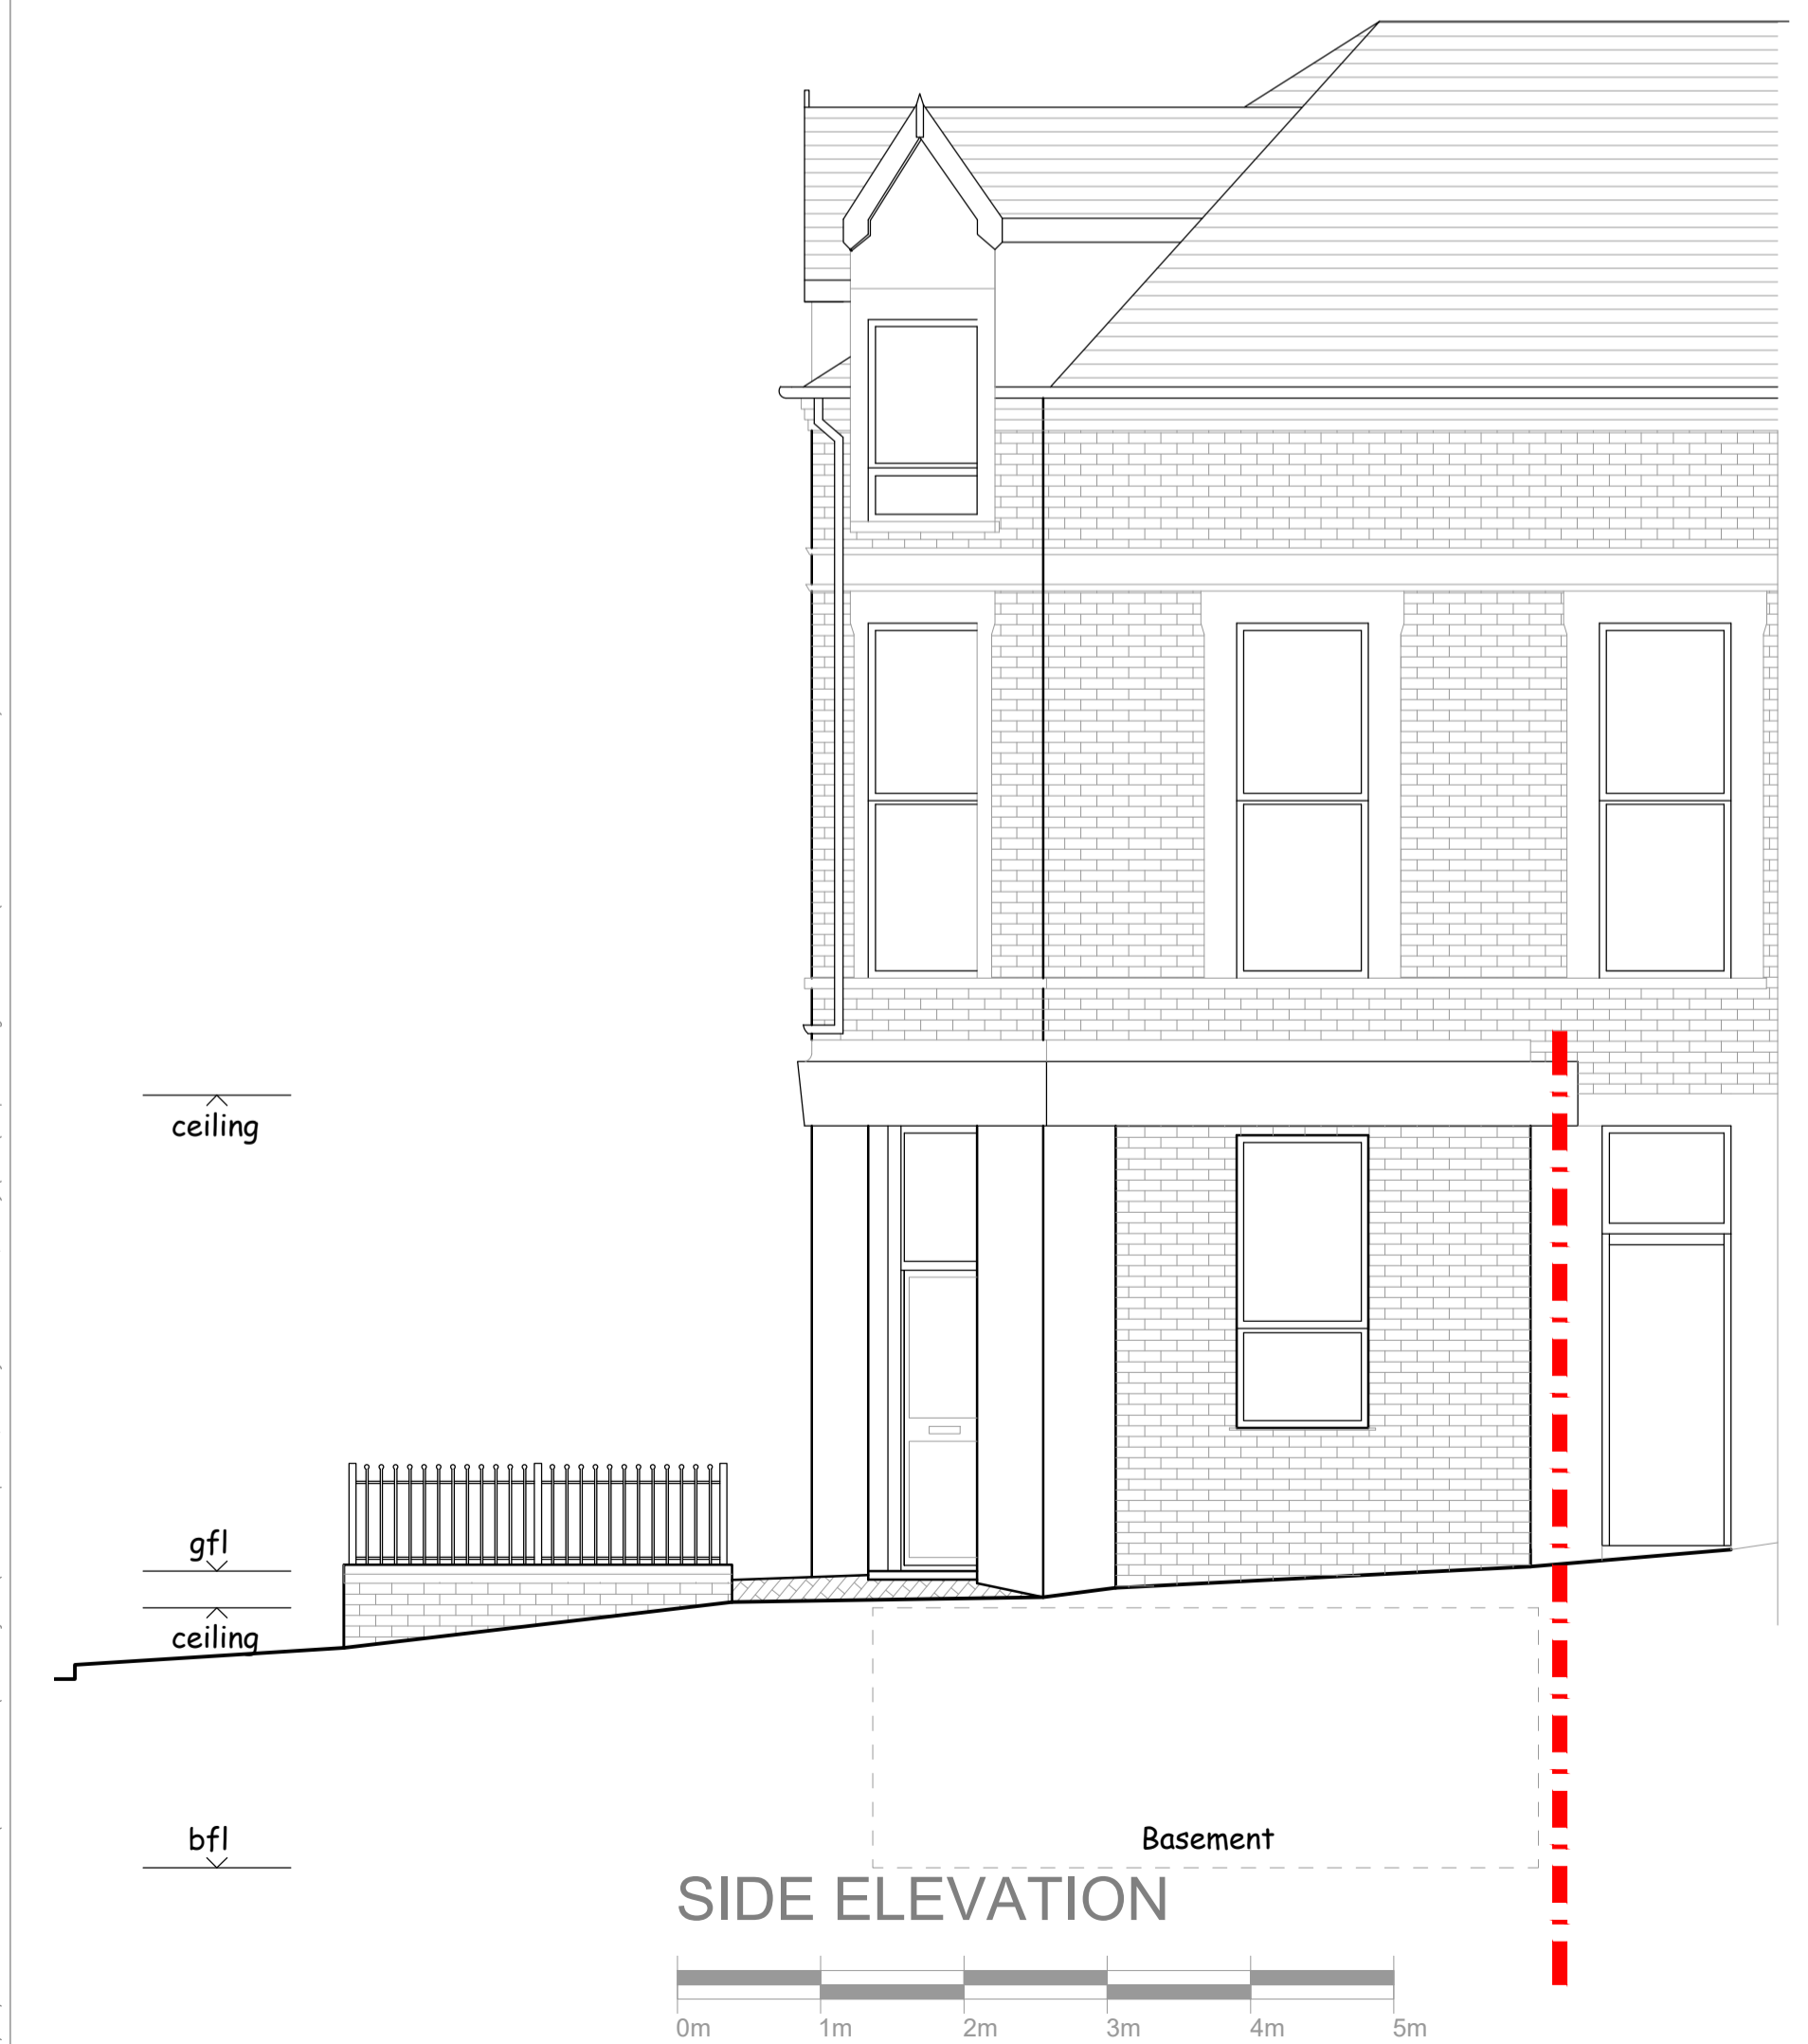 ceiling
gfl
ceiling
bfl
Basement
SIDE ELEVATION
0m 1m 2m 3m 4m 5m